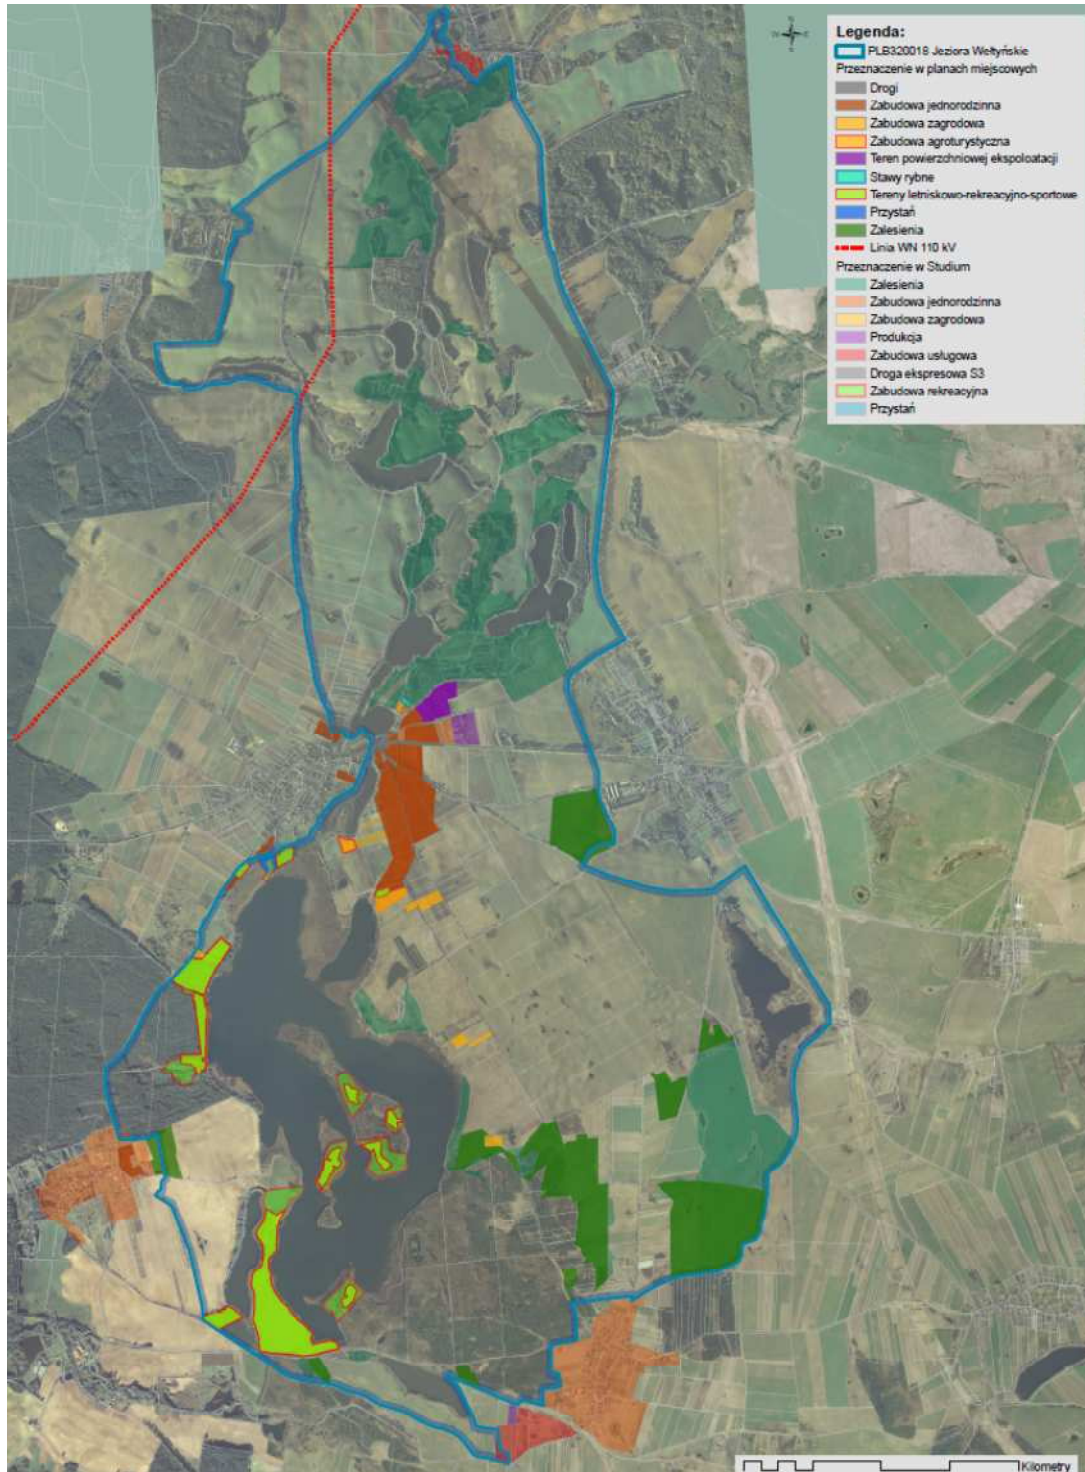 N
W E
S
Legenda:
PLB320018 Jeziora Wełtyńskie
Przeznaczenie w planach miejscowych
Drogi
Zabudowa jednorodzinna
Zabudowa zagrodowa
Zabudowa agroturystyczna
Teren powierzchniowej ekspoloatacji
Stawy rybne
Tereny letniskowo-rekreacyjno-sportowe
Przystań
Zalesienia
Linia WN 110 kV
Przeznaczenie w Studium
Zalesienia
Zabudowa jednorodzinna
Zabudowa zagrodowa
Produkcja
Zabudowa usługowa
Droga ekspresowa S3
Zabudowa rekreacyjna
Przystań
Kilometry